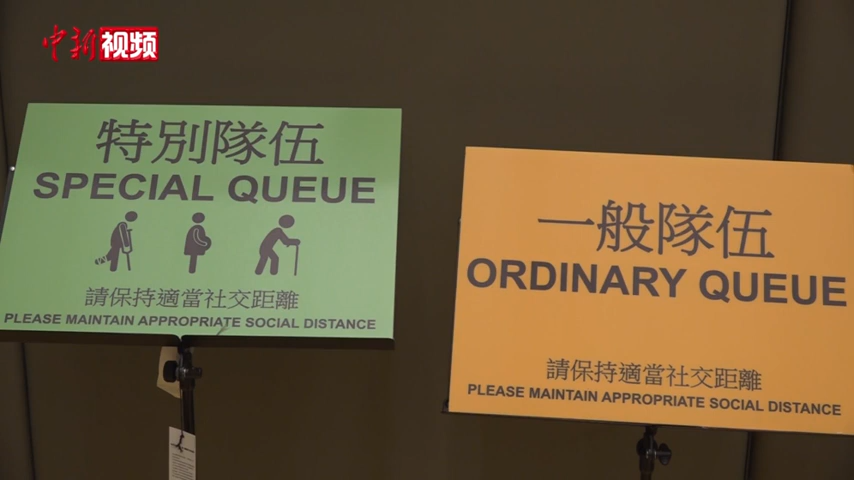 中新视频
特別隊伍
SPECIAL QUEUE
請保持適當社交距離
PLEASE MAINTAIN APPROPRIATE SOCIAL DISTANCE
一般隊伍
ORDINARY QUEUE
請保持適當社交距離
PLEASE MAINTAIN APPROPRIATE SOCIAL DISTANCE